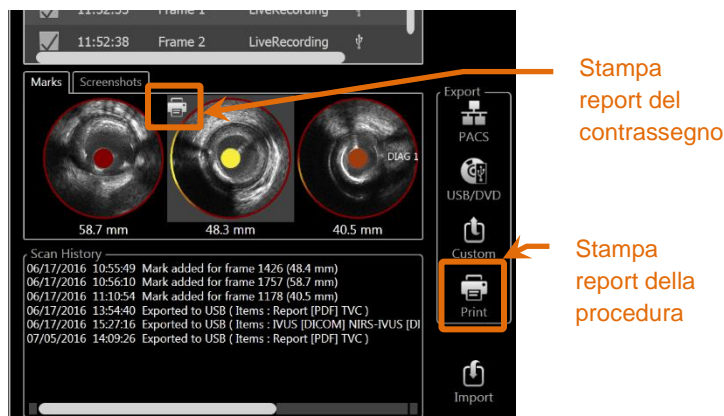 11:52:55 Frame 1 LiveRecording
11:52:38 Frame 2 LiveRecording
Marks Screenshots
DIAG 1
58.7 mm 48.3 mm 40.5 mm
Scan History
06/17/2016 10:55:49 Mark added for frame 1426 (48.4 mm)
06/17/2016 10:56:10 Mark added for frame 1757 (58.7 mm)
06/17/2016 11:10:54 Mark added for frame 1178 (40.5 mm)
06/17/2016 13:54:40 Exported to USB ( Items : Report [PDF] TVC )
06/17/2016 15:27:16 Exported to USB ( Items : IVUS [DICOM] NIRS-IVUS [DI
07/05/2016 14:09:26 Exported to USB ( Items : Report [PDF] TVC )
Export
PACS
USB/DVD
Custom
Print
Import
Stampa
report del
contrassegno
Stampa
report della
procedura